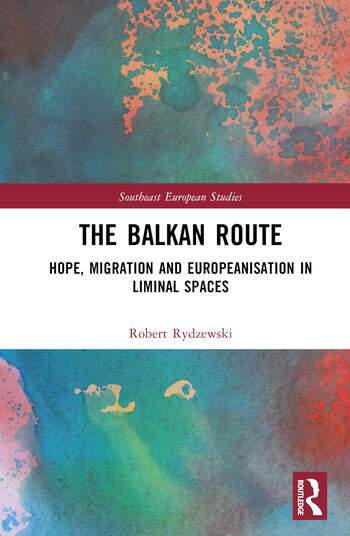 Southeast European Studies
THE BALKAN ROUTE
HOPE, MIGRATION AND EUROPEANISATION IN
LIMINAL SPACES
Robert Rydzewski
ROUTLEDGE